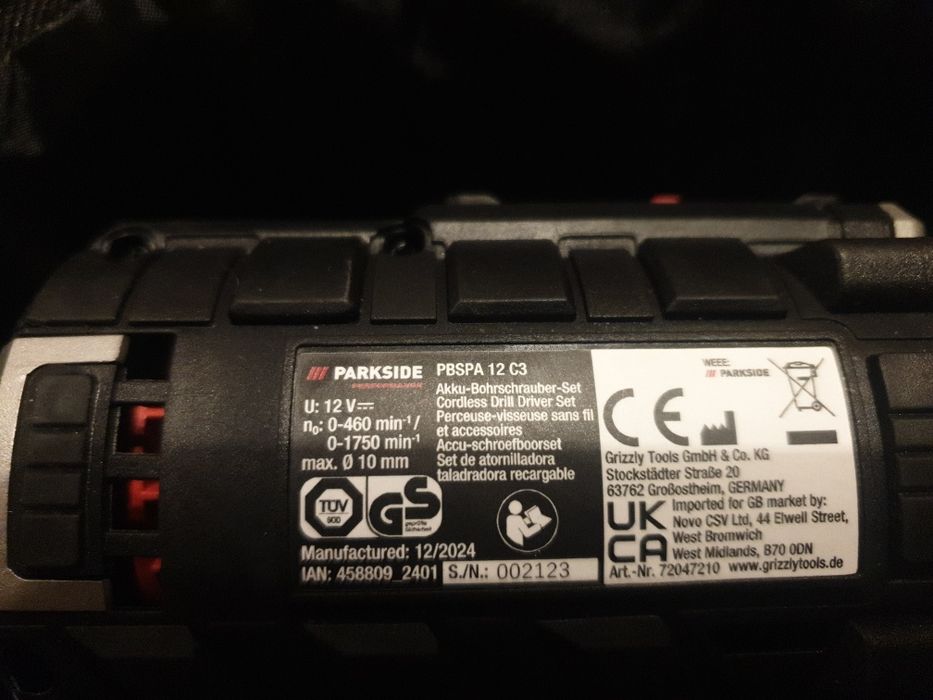 PARKSIDE
PERFORMANCE
PBSPA 12 C3
U: 12 V
n₀: 0-460 min⁻¹/
0-1750 min⁻¹
max. Ø 10 mm
Akku-Bohrschrauber-Set
Cordless Drill Driver Set
Perceuse-visseuse sans fil
et accessoires
Accu-schroefboorset
Set de atornilladora
taladradora recargable
TÜV
GS
geprüfte
Sicherheit
Manufactured: 12/2024
IAN: 458809_2401
S./N.: 002123
WEEE:
PARKSIDE
CE
Grizzly Tools GmbH & Co. KG
Stockstädter Straße 20
63762 Großostheim, GERMANY
UK
CA
Imported for GB market by:
Novo CSV Ltd, 44 Elwell Street,
West Bromwich
West Midlands, B70 0DN
Art.-Nr. 72047210 www.grizzlytools.de